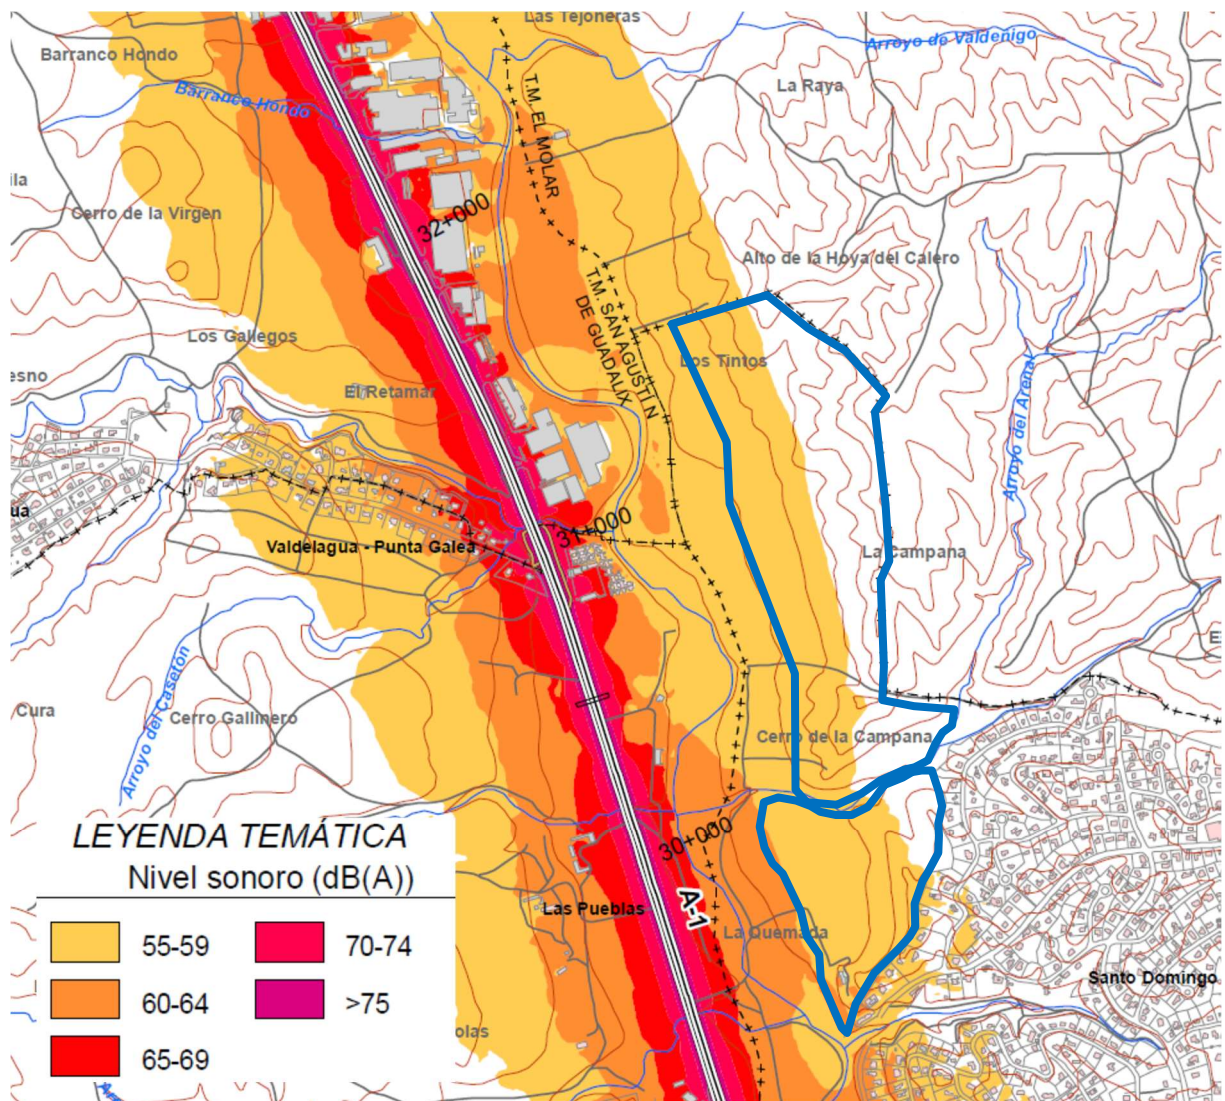 Las Tejoneras
Barranco Hondo
Arroyo de Valdeñigo
La Raya
Barranco Hondo
T.M. EL MOLAR
ila
Cerro de la Virgen
32+000
Alto de la Hoya del Calero
T.M. SAN AGUSTÍN
DE GUADALIX
Los Gallegos
Los Tintos
esno
El Retamar
Arroyo del Arenal
ua
31+000
Valdelagua - Punta Galea
La Campana
E
Arroyo del Casetón
Cura
Cerro Gallinero
Cerro de la Campana
LEYENDA TEMÁTICA
Nivel sonoro (dB(A))
55-59
70-74
60-64
>75
65-69
30+000
A-1
Las Pueblas
La Quemada
Santo Domingo
olas